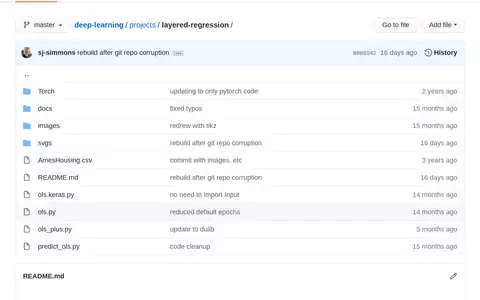 master deep-learning / projects / layered-regression / Go to file Add file
sj-simmons rebuild after git repo corruption ... 16 days ago History
..
Torch updating to only pytorch code 2 years ago
docs fixed typos 15 months ago
images redrew with tikz 15 months ago
svgs rebuild after git repo corruption 16 days ago
AmesHousing.csv commit with images, etc 3 years ago
README.md rebuild after git repo corruption 16 days ago
ols.keras.py no need to import input 14 months ago
ols.py reduced default epochs 14 months ago
ols_plus.py update to dulib 5 months ago
predict_ols.py code cleanup 15 months ago
README.md